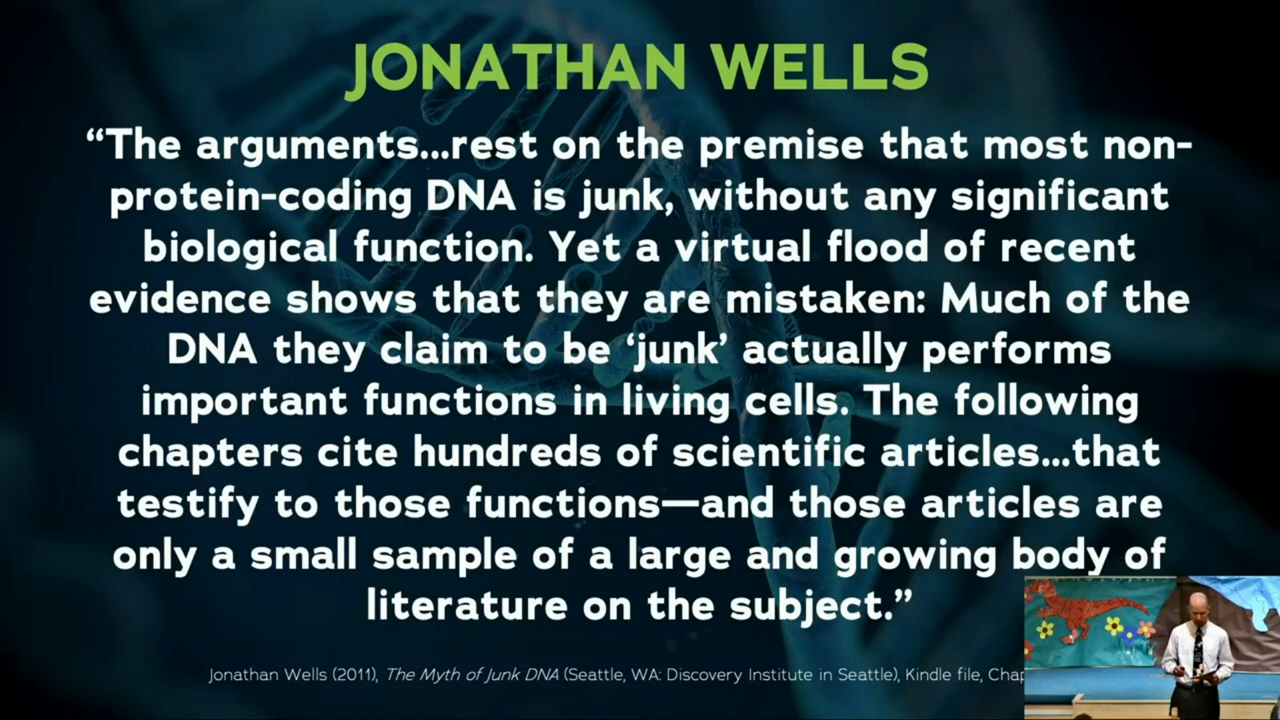 JONATHAN WELLS
“The arguments...rest on the premise that most non-
protein-coding DNA is junk, without any significant
biological function. Yet a virtual flood of recent
evidence shows that they are mistaken: Much of the
DNA they claim to be ‘junk’ actually performs
important functions in living cells. The following
chapters cite hundreds of scientific articles...that
testify to those functions—and those articles are
only a small sample of a large and growing body of
literature on the subject.”
Jonathan Wells (2011), The Myth of Junk DNA (Seattle, WA: Discovery Institute in Seattle), Kindle file,